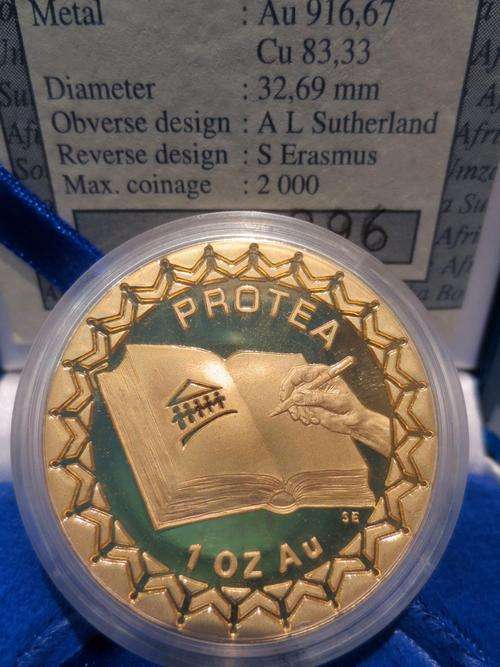 Metal : Au 916,67
Cu 83,33
Diameter : 32,69 mm
Obverse design : A L Sutherland
Reverse design : S Erasmus
Max. coinage : 2 000
96
PROTEA
SE
1 OZ Au